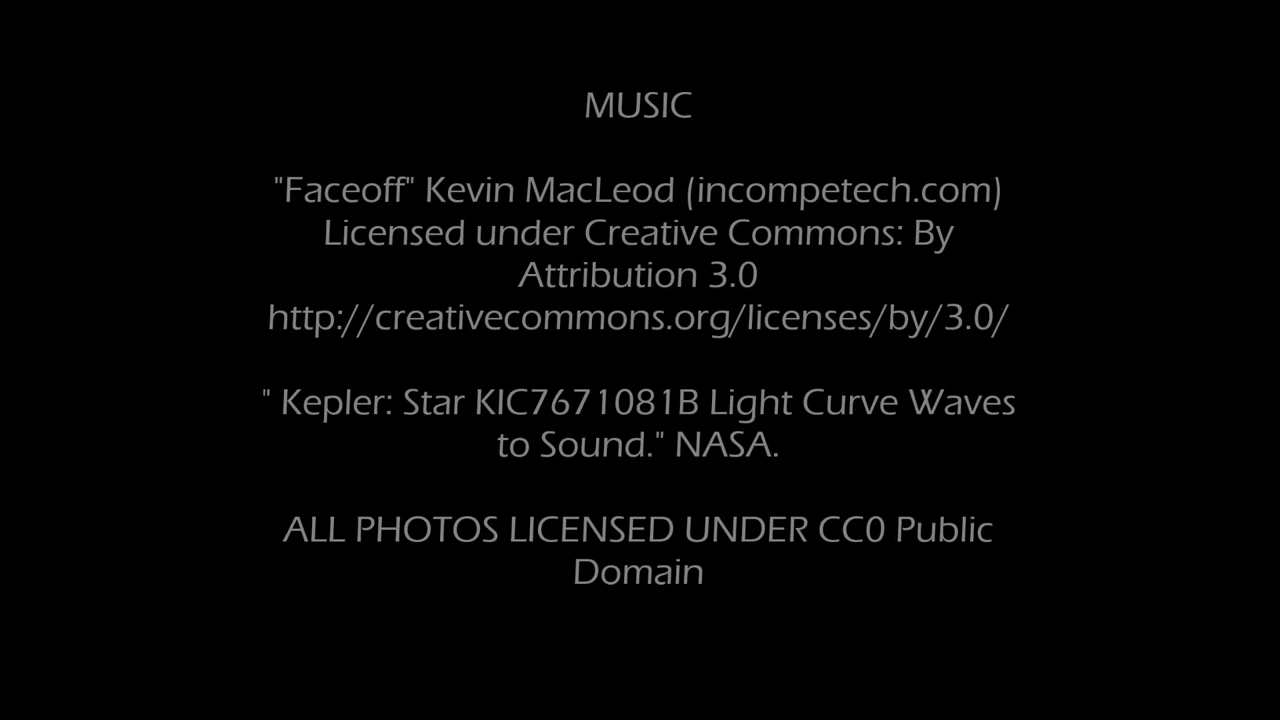 MUSIC
"Faceoff" Kevin MacLeod (incompetech.com)
Licensed under Creative Commons: By
Attribution 3.0
http://creativecommons.org/licenses/by/3.0/
" Kepler: Star KIC7671081B Light Curve Waves
to Sound." NASA.
ALL PHOTOS LICENSED UNDER CC0 Public
Domain